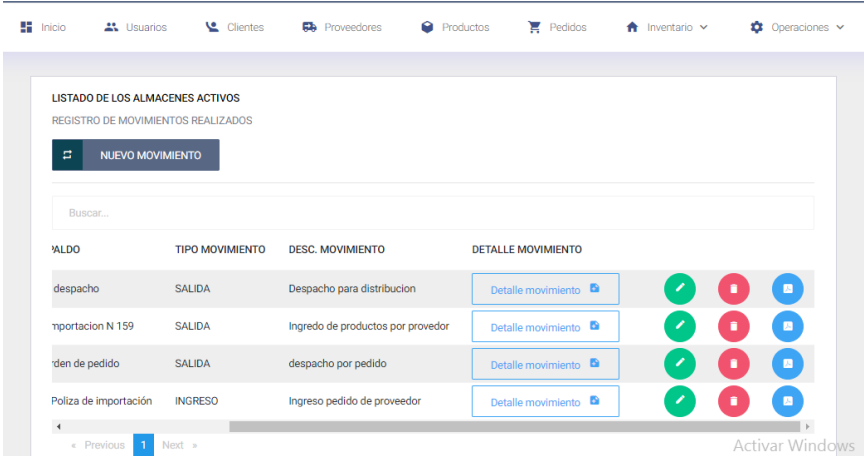 Inicio Usuarios Clientes Proveedores Productos Pedidos Inventario Operaciones
LISTADO DE LOS ALMACENES ACTIVOS
REGISTRO DE MOVIMIENTOS REALIZADOS
NUEVO MOVIMIENTO
Buscar...
PALDO TIPO MOVIMIENTO DESC. MOVIMIENTO DETALLE MOVIMIENTO
despacho SALIDA Despacho para distribucion Detalle movimiento
mportacion N 159 SALIDA Ingredo de productos por provedor Detalle movimiento
rden de pedido SALIDA despacho por pedido Detalle movimiento
Poliza de importación INGRESO Ingreso pedido de proveedor Detalle movimiento
« Previous 1 Next »
Activar Windows